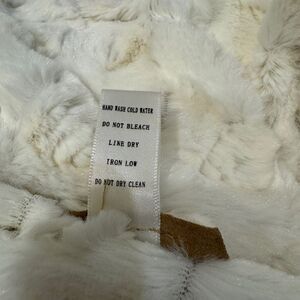 HAND WASH COLD WATER
DO NOT BLEACH
LINE DRY
IRON LOW
DO NOT DRY CLEAN